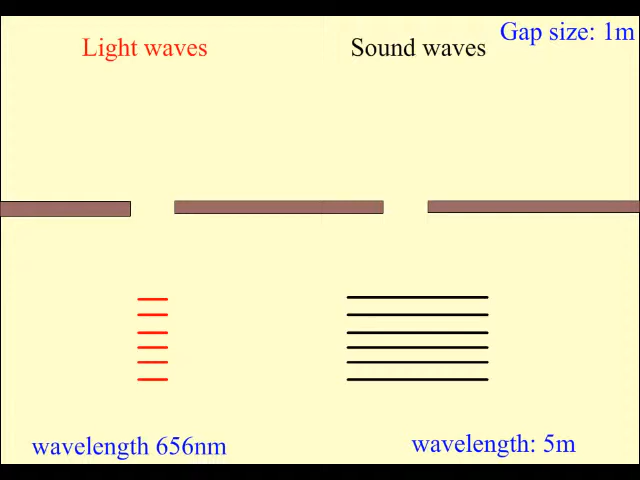 Light waves
Sound waves
Gap size: 1m
wavelength 656nm
wavelength: 5m